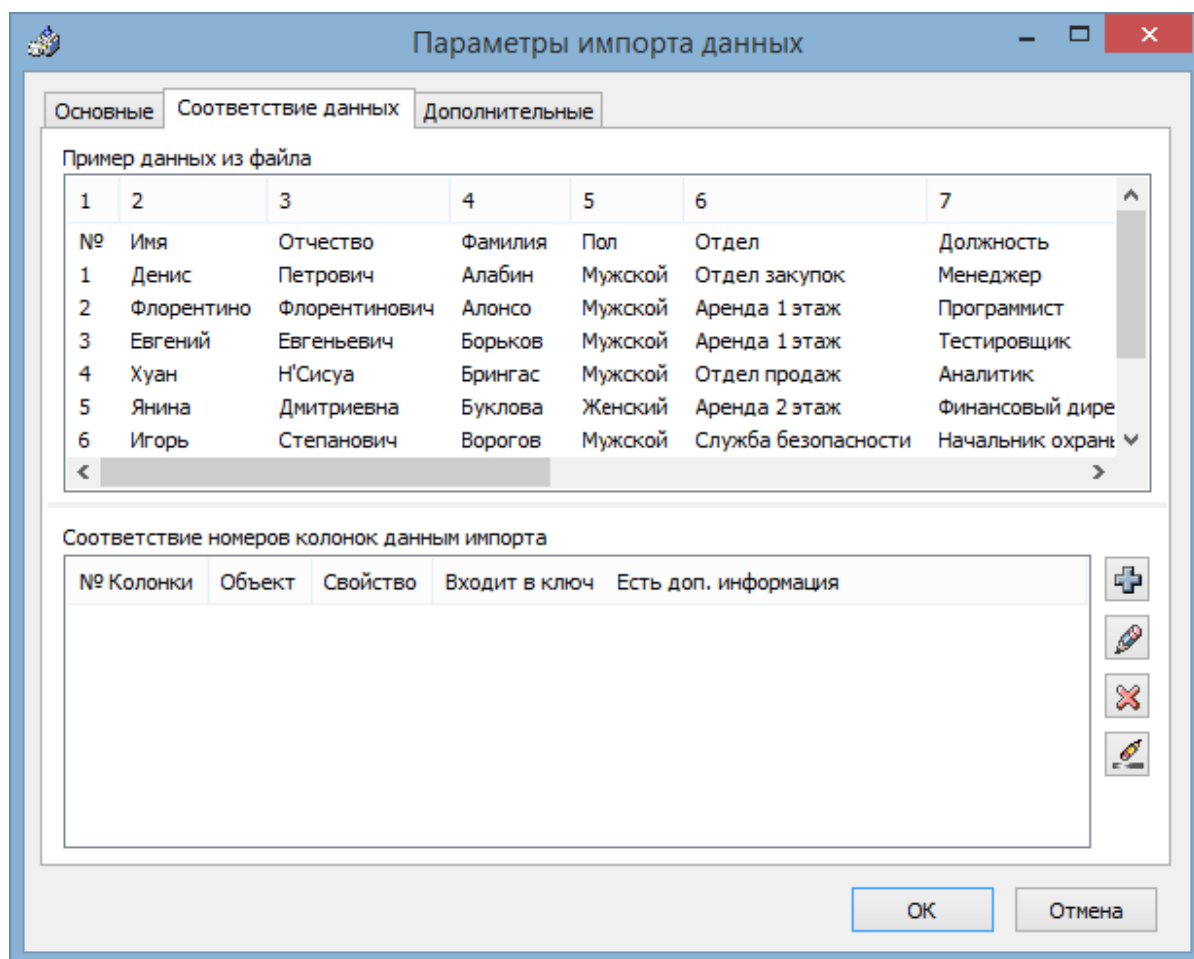 Параметры импорта данных
Основные Соответствие данных Дополнительные
Пример данных из файла
1 2 3 4 5 6 7
№ Имя Отчество Фамилия Пол Отдел Должность
1 Денис Петрович Алабин Мужской Отдел закупок Менеджер
2 Флорентино Флорентинович Алонсо Мужской Аренда 1 этаж Программист
3 Евгений Евгеньевич Борьков Мужской Аренда 1 этаж Тестировщик
4 Хуан Н'Сисуа Брингас Мужской Отдел продаж Аналитик
5 Янина Дмитриевна Буклова Женский Аренда 2 этаж Финансовый дире
6 Игорь Степанович Ворогов Мужской Служба безопасности Начальник охраны
Соответствие номеров колонок данным импорта
№ Колонки Объект Свойство Входит в ключ Есть доп. информация
ОК Отмена